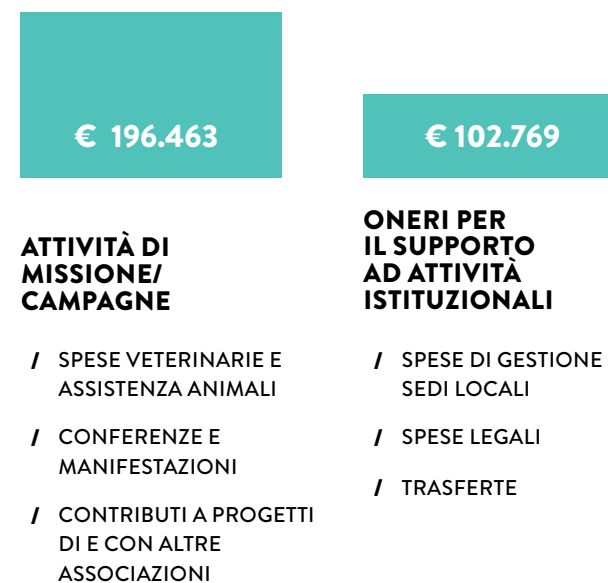 € 196.463
ATTIVITÀ DI
MISSIONE/
CAMPAGNE
/ SPESE VETERINARIE E
ASSISTENZA ANIMALI
/ CONFERENZE E
MANIFESTAZIONI
/ CONTRIBUTI A PROGETTI
DI E CON ALTRE
ASSOCIAZIONI
€ 102.769
ONERI PER
IL SUPPORTO
AD ATTIVITÀ
ISTITUZIONALI
/ SPESE DI GESTIONE
SEDI LOCALI
/ SPESE LEGALI
/ TRASFERTE